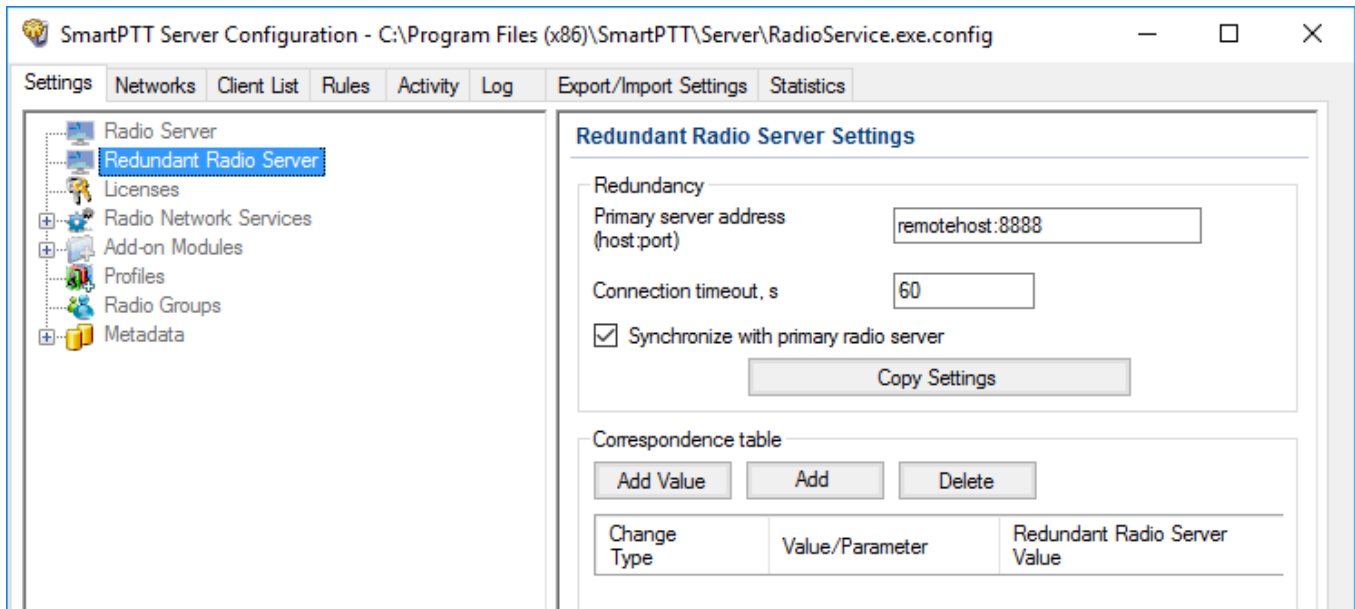 SmartPTT Server Configuration - C:\Program Files (x86)\SmartPTT\Server\RadioService.exe.config
Settings Networks Client List Rules Activity Log Export/Import Settings Statistics
Radio Server
Redundant Radio Server
Licenses
Radio Network Services
Add-on Modules
Profiles
Radio Groups
Metadata
Redundant Radio Server Settings
Redundancy
Primary server address
(host:port)
remotehost:8888
Connection timeout, s
60
Synchronize with primary radio server
Copy Settings
Correspondence table
Add Value Add Delete
Change
Type
Value/Parameter
Redundant Radio Server
Value